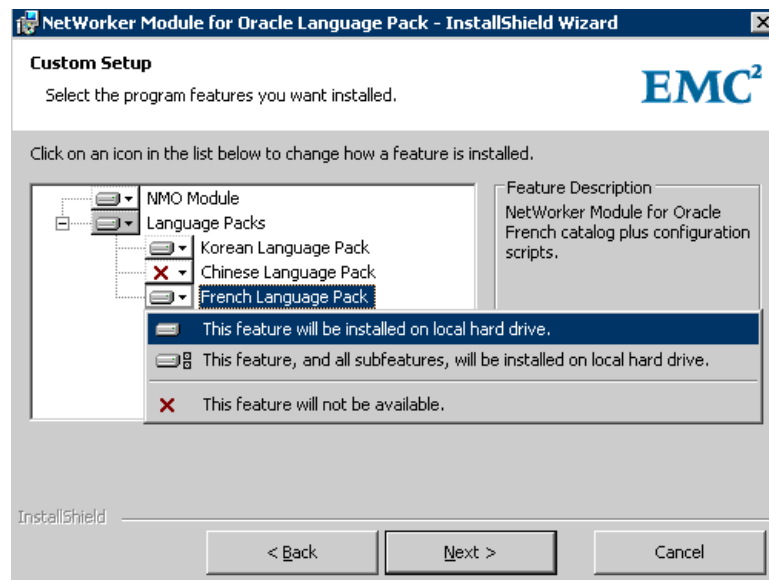 NetWorker Module for Oracle Language Pack - InstallShield Wizard
Custom Setup
Select the program features you want installed.
EMC²
Click on an icon in the list below to change how a feature is installed.
NMO Module
Language Packs
Korean Language Pack
Chinese Language Pack
French Language Pack
Feature Description
NetWorker Module for Oracle
French catalog plus configuration
scripts.
This feature will be installed on local hard drive.
This feature, and all subfeatures, will be installed on local hard drive.
This feature will not be available.
InstallShield
< Back
Next >
Cancel